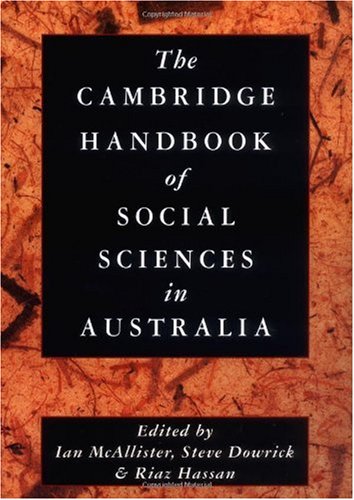 The
CAMBRIDGE
HANDBOOK
of
SOCIAL
SCIENCES in
AUSTRALIA
Edited by
Ian McAllister, Steve Dowrick
& Riaz Hassan